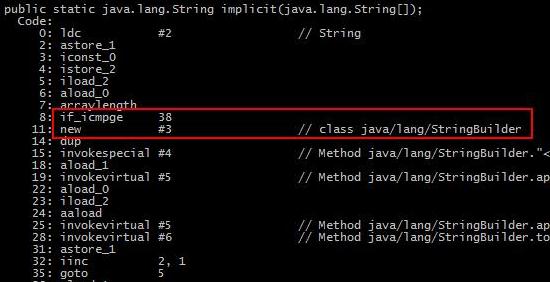 public static java.lang.String implicit(java.lang.String[]);
Code:
0: ldc #2 // String
2: astore_1
3: iconst_0
4: istore_2
5: iload_2
6: aload_0
7: arraylength
8: if_icmpge 38
11: new #3 // class java/lang/StringBuilder
14: dup
15: invokespecial #4 // Method java/lang/StringBuilder."<
18: aload_1
19: invokevirtual #5 // Method java/lang/StringBuilder.ap
22: aload_0
23: iload_2
24: aaload
25: invokevirtual #5 // Method java/lang/StringBuilder.ap
28: invokevirtual #6 // Method java/lang/StringBuilder.to
31: astore_1
32: iinc 2, 1
35: goto 5